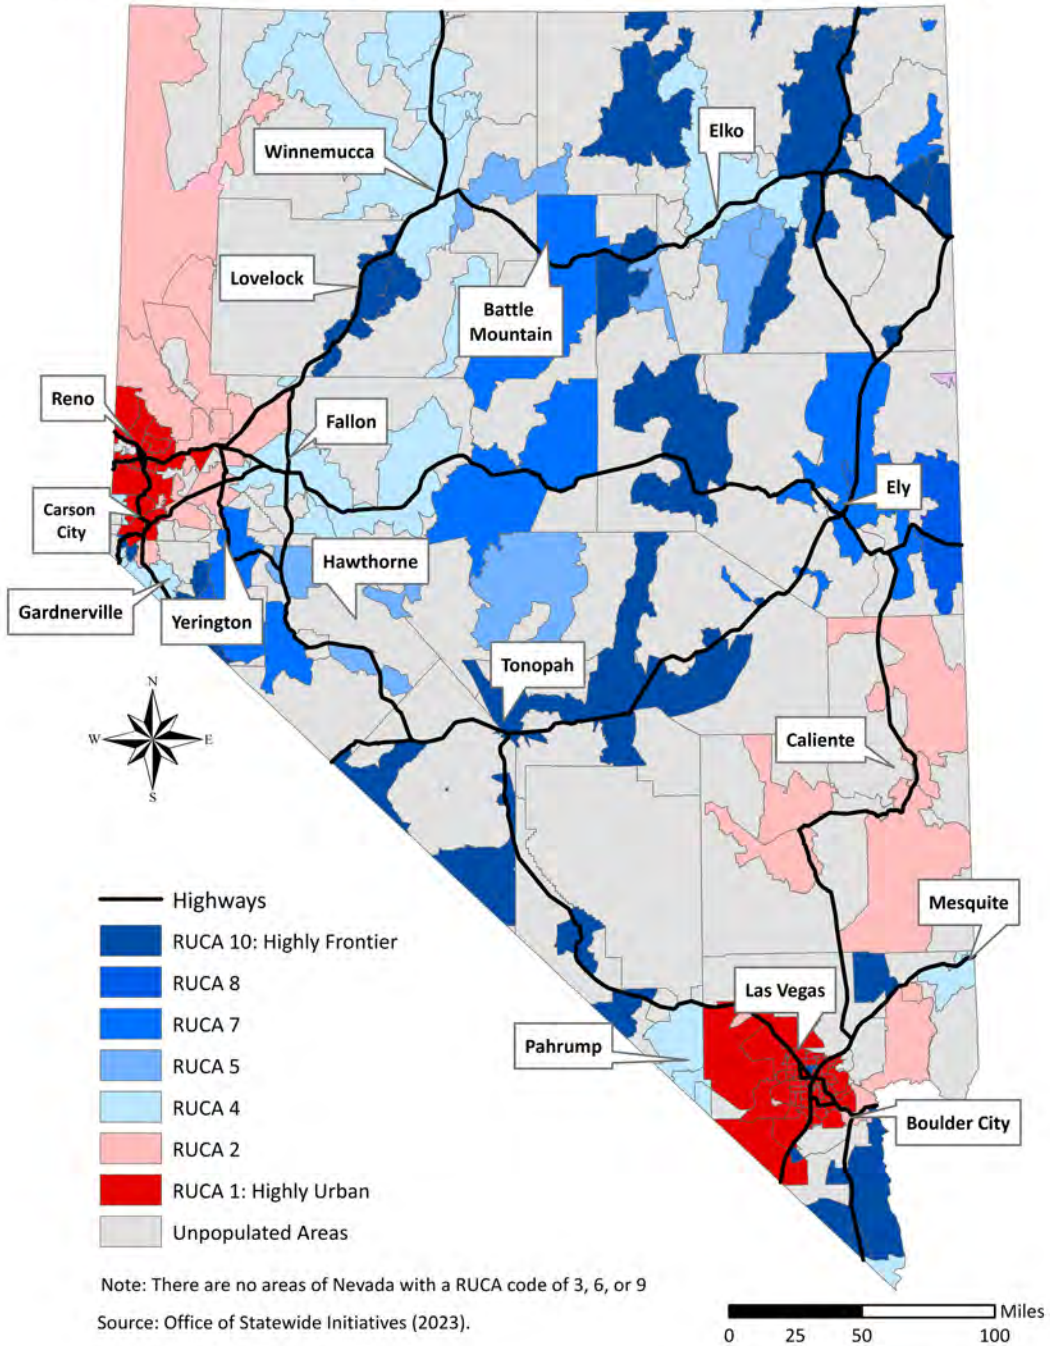 Winnemucca
Elko
Lovelock
Battle
Mountain
Reno
Fallon
Carson
City
Ely
Hawthorne
Gardnerville
Yerington
Tonopah
N
W
E
S
Caliente
Mesquite
Las Vegas
Pahrump
Boulder City
Highways
RUCA 10: Highly Frontier
RUCA 8
RUCA 7
RUCA 5
RUCA 4
RUCA 2
RUCA 1: Highly Urban
Unpopulated Areas
Note: There are no areas of Nevada with a RUCA code of 3, 6, or 9
Source: Office of Statewide Initiatives (2023).
Miles
0 25 50 100